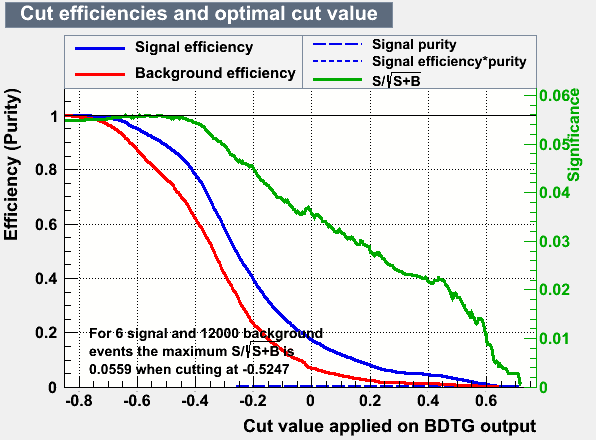 Cut efficiencies and optimal cut value
Signal efficiency
Background efficiency
Signal purity
Signal efficiency*purity
S/√S+B
Efficiency (Purity)
1
0.8
0.6
0.4
0.2
0
0.06
0.05
0.04
0.03
0.02
0.01
0
Significance
For 6 signal and 12000 background
events the maximum S/√S+B is
0.0559 when cutting at -0.5247
-0.8 -0.6 -0.4 -0.2 0 0.2 0.4 0.6
Cut value applied on BDTG output